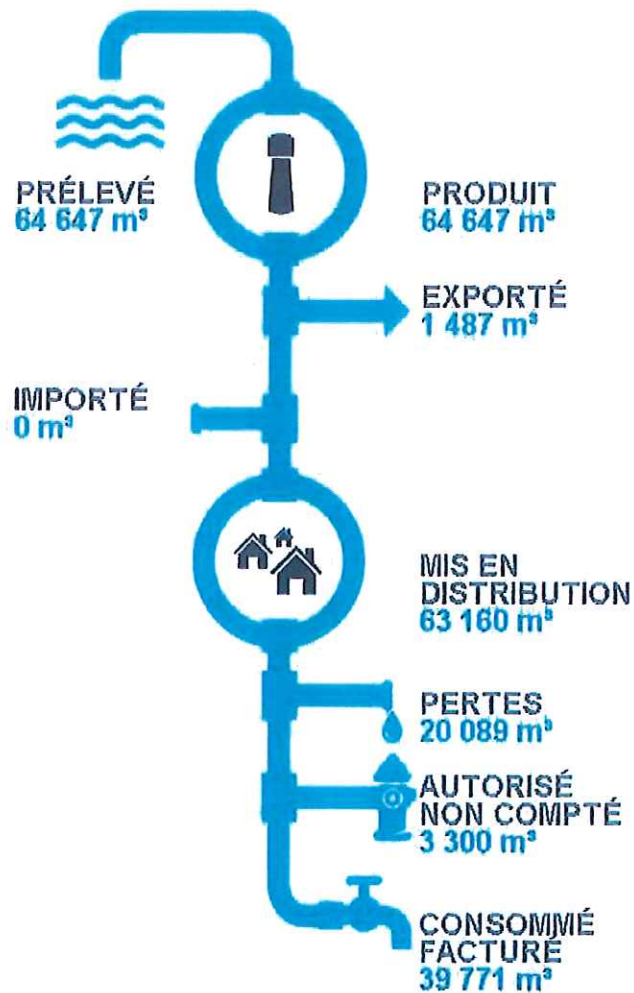 PRÉLEVÉ
64 647 m³
PRODUIT
64 647 m³
EXPORTÉ
1 487 m³
IMPORTÉ
0 m³
MIS EN
DISTRIBUTION
63 160 m³
PERTES
20 089 m³
AUTORISÉ
NON COMPTÉ
3 300 m³
CONSOMMÉ
FACTURÉ
39 771 m³